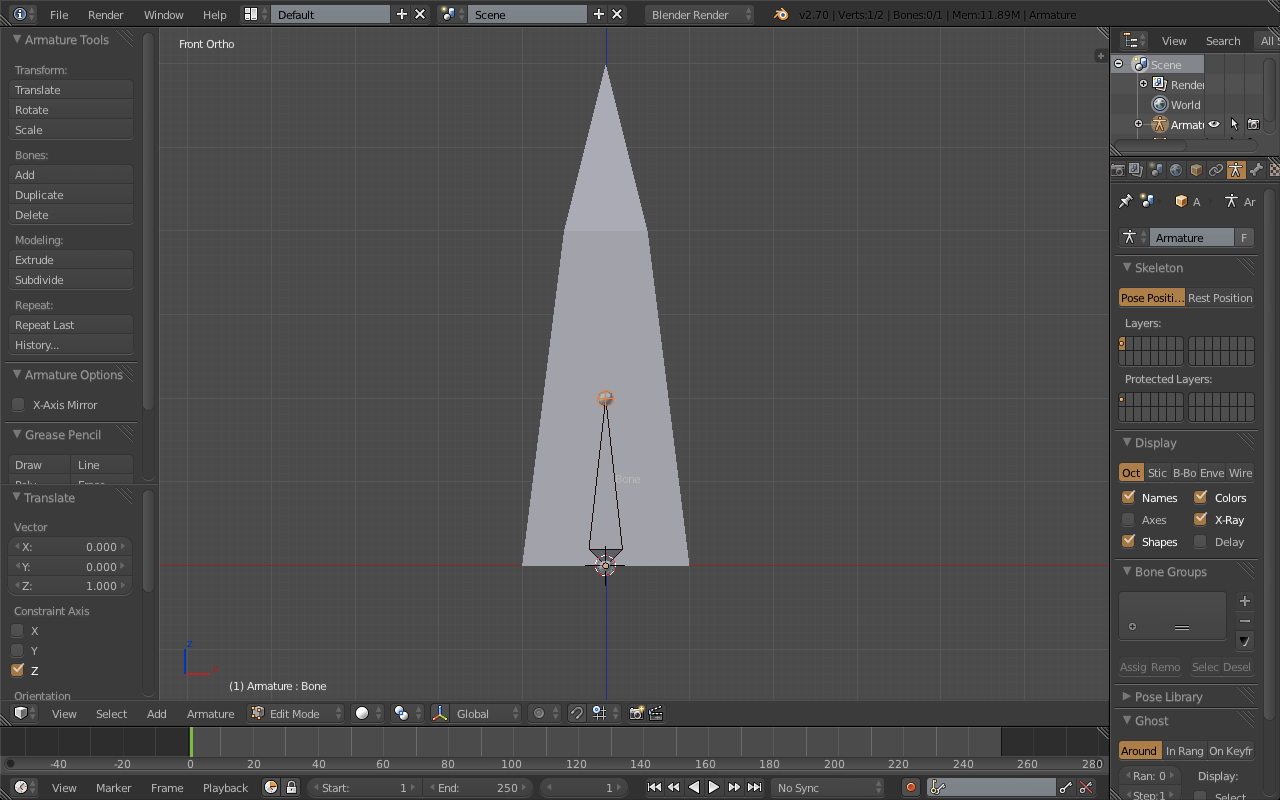 File Render Window Help Default Scene Blender Render v2.70 | Verts:1/2 | Bones:0/1 | Mem:11.89M | Armature
Armature Tools
Transform:
Translate
Rotate
Scale
Bones:
Add
Duplicate
Delete
Modeling:
Extrude
Subdivide
Repeat:
Repeat Last
History...
Armature Options
X-Axis Mirror
Grease Pencil
Draw Line
Translate
Vector
X: 0.000
Y: 0.000
Z: 1.000
Constraint Axis
X
Y
Z
Orientation
Front Ortho
Bone
z
(1) Armature : Bone
View Select Add Armature Edit Mode Global
-40 -20 0 20 40 60 80 100 120 140 160 180 200 220 240 260 280
View Marker Frame Playback Start: 1 End: 250 1 No Sync
View Search All S
Scene
Render
World
Armatu
A Ar
Armature F
Skeleton
Pose Positi... Rest Position
Layers:
Protected Layers:
Display
Oct Stic B-Bo Enve Wire
Names Colors
Axes X-Ray
Shapes Delay
Bone Groups
Assig Remo Selec Desel
Pose Library
Ghost
Around In Rang On Keyfr
Ran: 0 Display:
Step:1 Select